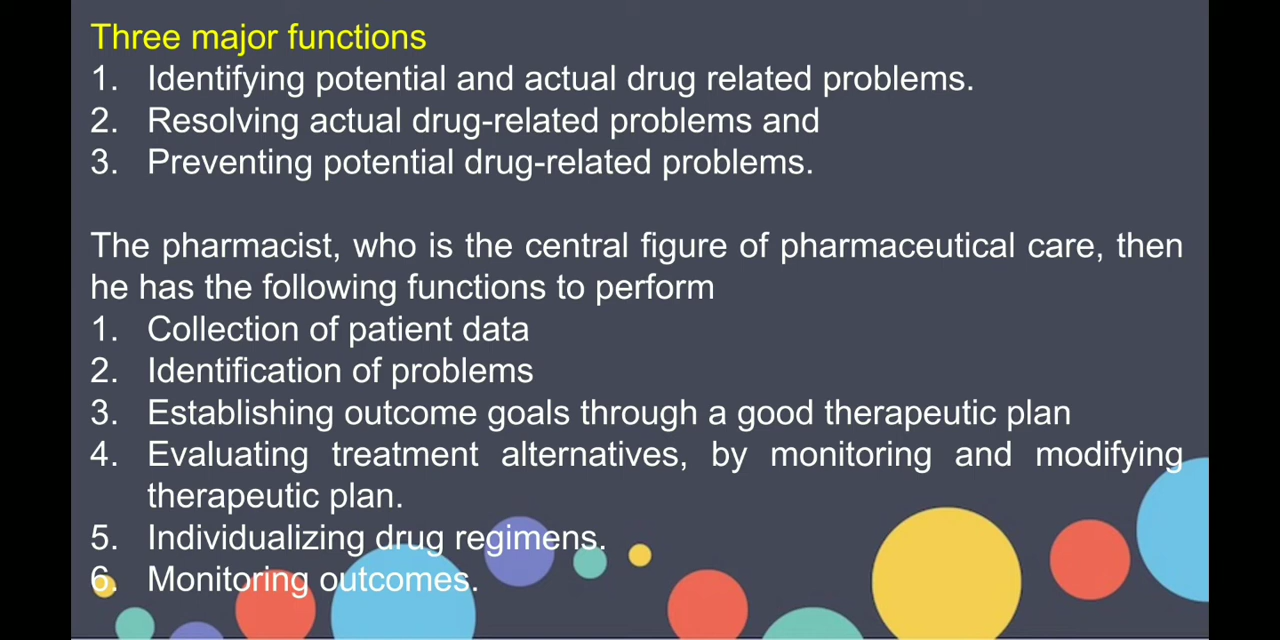 Three major functions
1. Identifying potential and actual drug related problems.
2. Resolving actual drug-related problems and
3. Preventing potential drug-related problems.
The pharmacist, who is the central figure of pharmaceutical care, then
he has the following functions to perform
1. Collection of patient data
2. Identification of problems
3. Establishing outcome goals through a good therapeutic plan
4. Evaluating treatment alternatives, by monitoring and modifying
therapeutic plan.
5. Individualizing drug regimens.
6. Monitoring outcomes.